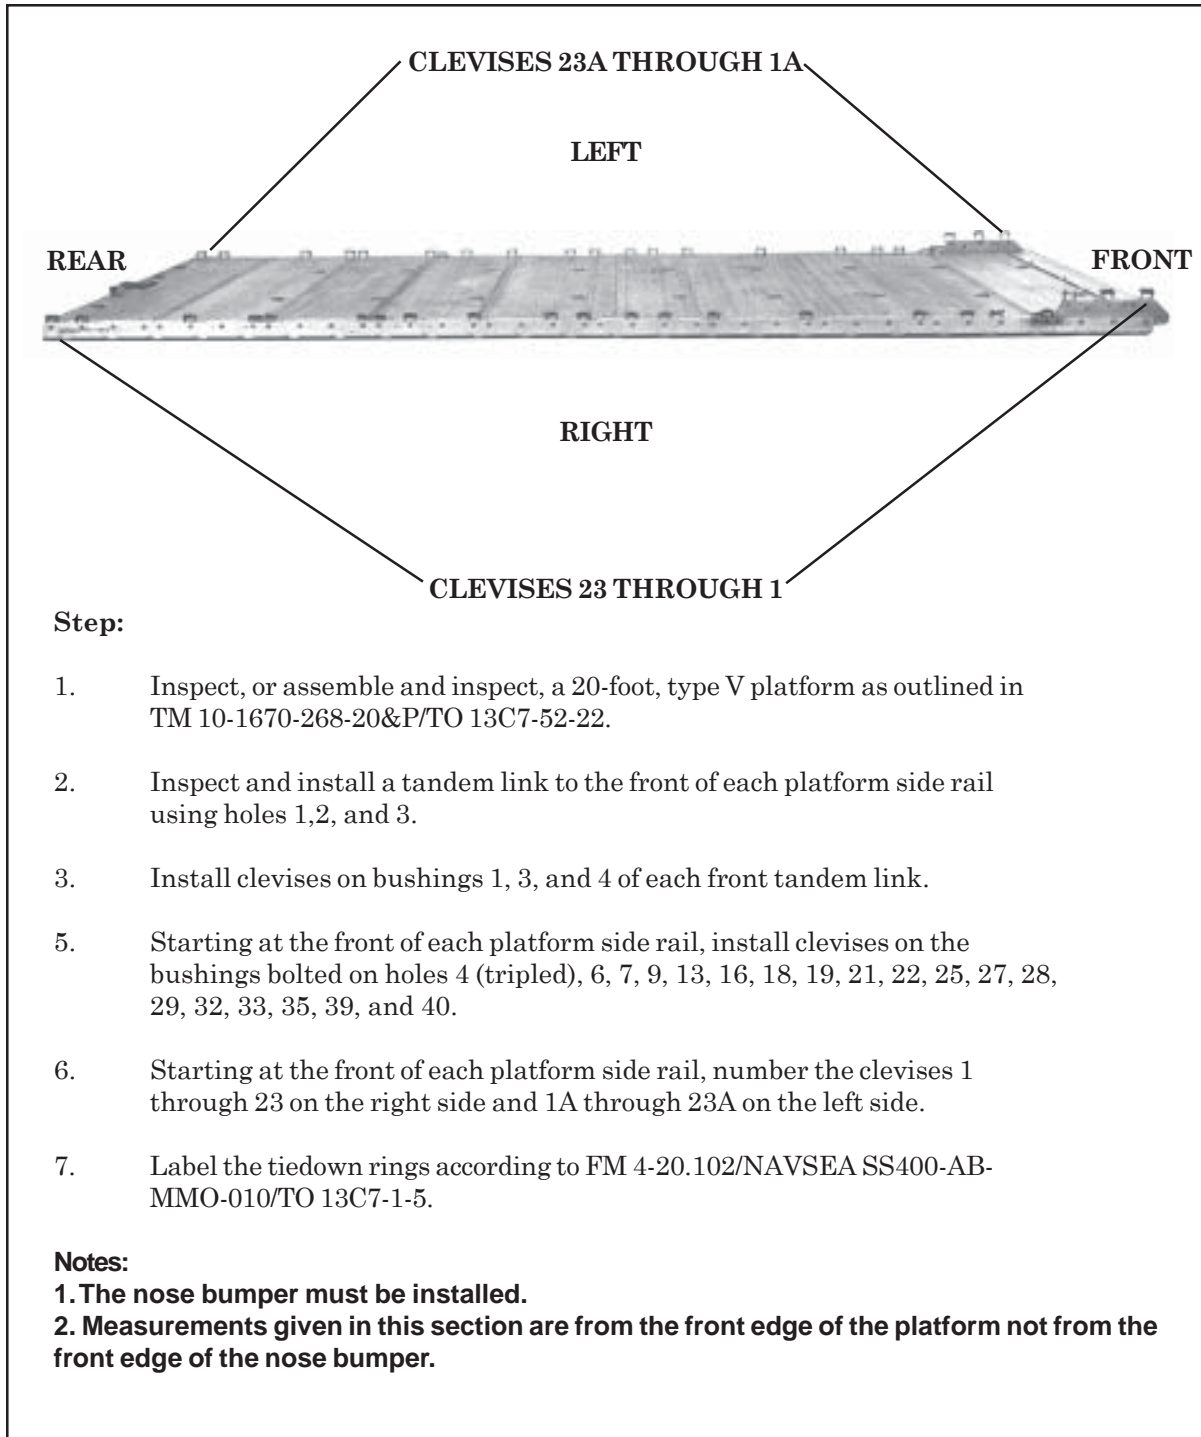 CLEVISES 23A THROUGH 1A
LEFT
REAR
FRONT
RIGHT
CLEVISES 23 THROUGH 1
Step:
1. Inspect, or assemble and inspect, a 20-foot, type V platform as outlined in
TM 10-1670-268-20&P/TO 13C7-52-22.
2. Inspect and install a tandem link to the front of each platform side rail
using holes 1,2, and 3.
3. Install clevises on bushings 1, 3, and 4 of each front tandem link.
5. Starting at the front of each platform side rail, install clevises on the
bushings bolted on holes 4 (tripled), 6, 7, 9, 13, 16, 18, 19, 21, 22, 25, 27, 28,
29, 32, 33, 35, 39, and 40.
6. Starting at the front of each platform side rail, number the clevises 1
through 23 on the right side and 1A through 23A on the left side.
7. Label the tiedown rings according to FM 4-20.102/NAVSEA SS400-AB-
MMO-010/TO 13C7-1-5.
Notes:
1. The nose bumper must be installed.
2. Measurements given in this section are from the front edge of the platform not from the
front edge of the nose bumper.